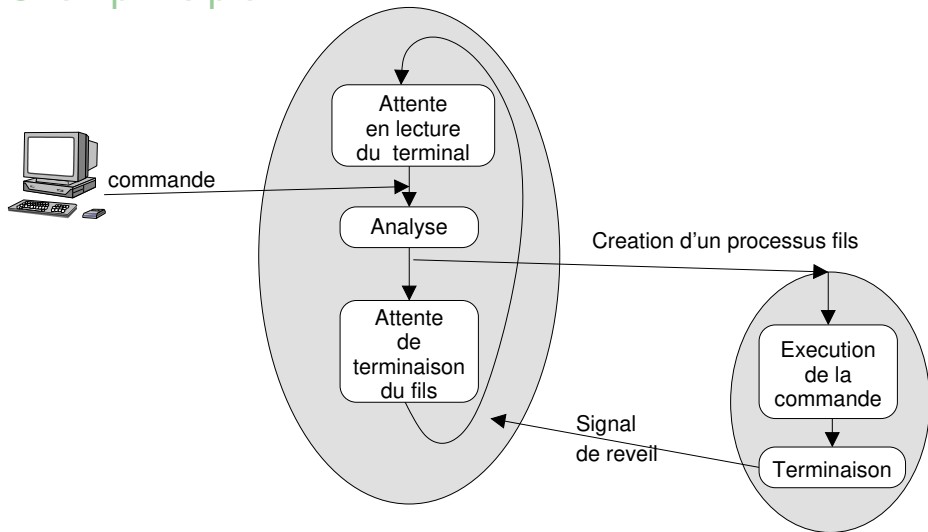 Attente
en lecture
du terminal
commande
Analyse
Creation d'un processus fils
Attente
de
terminaison
du fils
Execution
de la
commande
Signal
de reveil
Terminaison